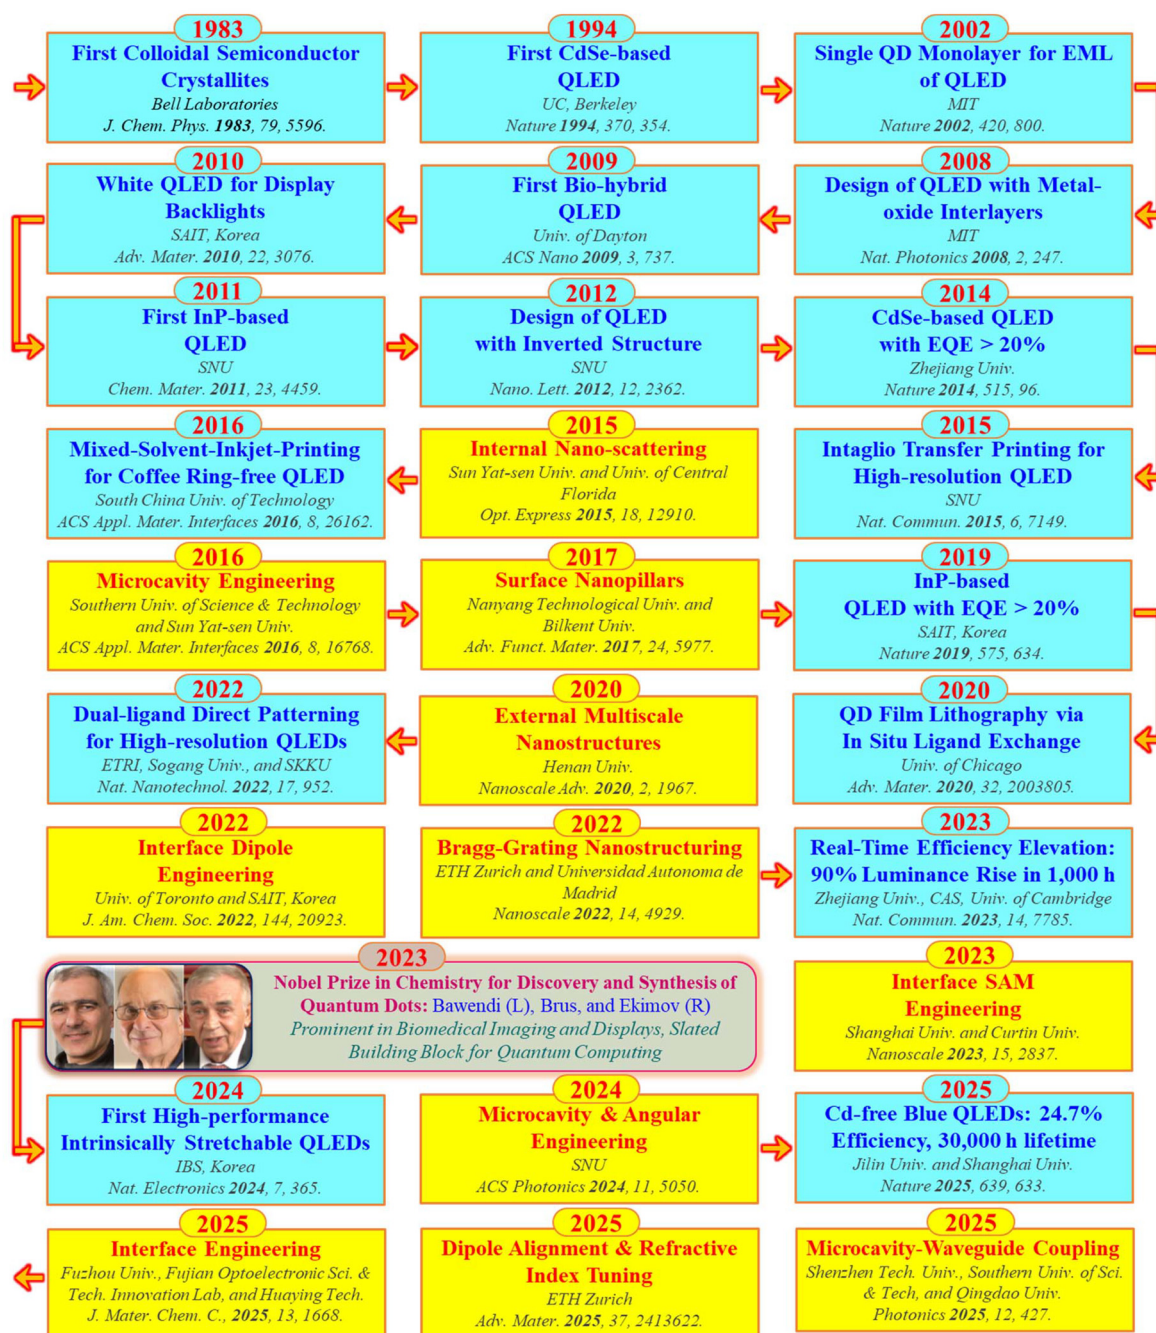 1983
First Colloidal Semiconductor
Crystallites
Bell Laboratories
J. Chem. Phys. 1983, 79, 5596.
1994
First CdSe-based
QLED
UC, Berkeley
Nature 1994, 370, 354.
2002
Single QD Monolayer for EML
of QLED
MIT
Nature 2002, 420, 800.
2010
White QLED for Display
Backlights
SAIT, Korea
Adv. Mater. 2010, 22, 3076.
2009
First Bio-hybrid
QLED
Univ. of Dayton
ACS Nano 2009, 3, 737.
2008
Design of QLED with Metal-
oxide Interlayers
MIT
Nat. Photonics 2008, 2, 247.
2011
First InP-based
QLED
SNU
Chem. Mater. 2011, 23, 4459.
2012
Design of QLED
with Inverted Structure
SNU
Nano. Lett. 2012, 12, 2362.
2014
CdSe-based QLED
with EQE > 20%
Zhejiang Univ.
Nature 2014, 515, 96.
2016
Mixed-Solvent-Inkjet-Printing
for Coffee Ring-free QLED
South China Univ. of Technology
ACS Appl. Mater. Interfaces 2016, 8, 26162.
2015
Internal Nano-scattering
Sun Yat-sen Univ. and Univ. of Central
Florida
Opt. Express 2015, 18, 12910.
2015
Intaglio Transfer Printing for
High-resolution QLED
SNU
Nat. Commun. 2015, 6, 7149.
2016
Microcavity Engineering
Southern Univ. of Science & Technology
and Sun Yat-sen Univ.
ACS Appl. Mater. Interfaces 2016, 8, 16768.
2017
Surface Nanopillars
Nanyang Technological Univ. and
Bilkent Univ.
Adv. Funct. Mater. 2017, 24, 5977.
2019
InP-based
QLED with EQE > 20%
SAIT, Korea
Nature 2019, 575, 634.
2022
Dual-ligand Direct Patterning
for High-resolution QLEDs
ETRI, Sogang Univ., and SKKU
Nat. Nanotechnol. 2022, 17, 952.
2020
External Multiscale
Nanostructures
Henan Univ.
Nanoscale Adv. 2020, 2, 1967.
2020
QD Film Lithography via
In Situ Ligand Exchange
Univ. of Chicago
Adv. Mater. 2020, 32, 2003805.
2022
Interface Dipole
Engineering
Univ. of Toronto and SAIT, Korea
J. Am. Chem. Soc. 2022, 144, 20923.
2022
Bragg-Grating Nanostructuring
ETH Zurich and Universidad Autonoma de
Madrid
Nanoscale 2022, 14, 4929.
2023
Real-Time Efficiency Elevation:
90% Luminance Rise in 1,000 h
Zhejiang Univ., CAS, Univ. of Cambridge
Nat. Commun. 2023, 14, 7785.
2023
Nobel Prize in Chemistry for Discovery and Synthesis of
Quantum Dots: Bawendi (L), Brus, and Ekimov (R)
Prominent in Biomedical Imaging and Displays, Slated
Building Block for Quantum Computing
2023
Interface SAM
Engineering
Shanghai Univ. and Curtin Univ.
Nanoscale 2023, 15, 2837.
2024
First High-performance
Intrinsically Stretchable QLEDs
IBS, Korea
Nat. Electronics 2024, 7, 365.
2024
Microcavity & Angular
Engineering
SNU
ACS Photonics 2024, 11, 5050.
2025
Cd-free Blue QLEDs: 24.7%
Efficiency, 30,000 h lifetime
Jilin Univ. and Shanghai Univ.
Nature 2025, 639, 633.
2025
Interface Engineering
Fuzhou Univ., Fujian Optoelectronic Sci. &
Tech. Innovation Lab, and Huaying Tech.
J. Mater. Chem. C., 2025, 13, 1668.
2025
Dipole Alignment & Refractive
Index Tuning
ETH Zurich
Adv. Mater. 2025, 37, 2413622.
2025
Microcavity-Waveguide Coupling
Shenzhen Tech. Univ., Southern Univ. of Sci.
& Tech, and Qingdao Univ.
Photonics 2025, 12, 427.